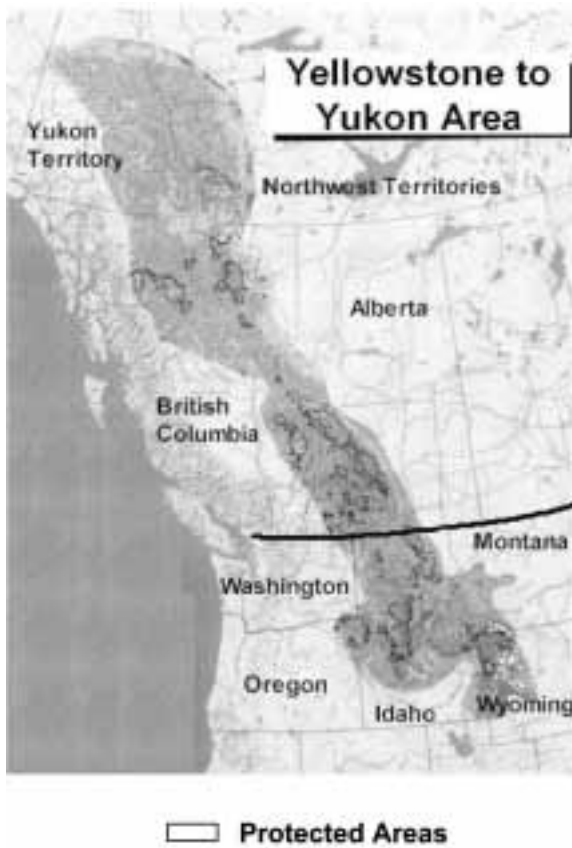 Yellowstone to
Yukon Area
Yukon
Territory
Northwest Territories
Alberta
British
Columbia
Montana
Washington
Oregon
Idaho
Wyoming
Protected Areas